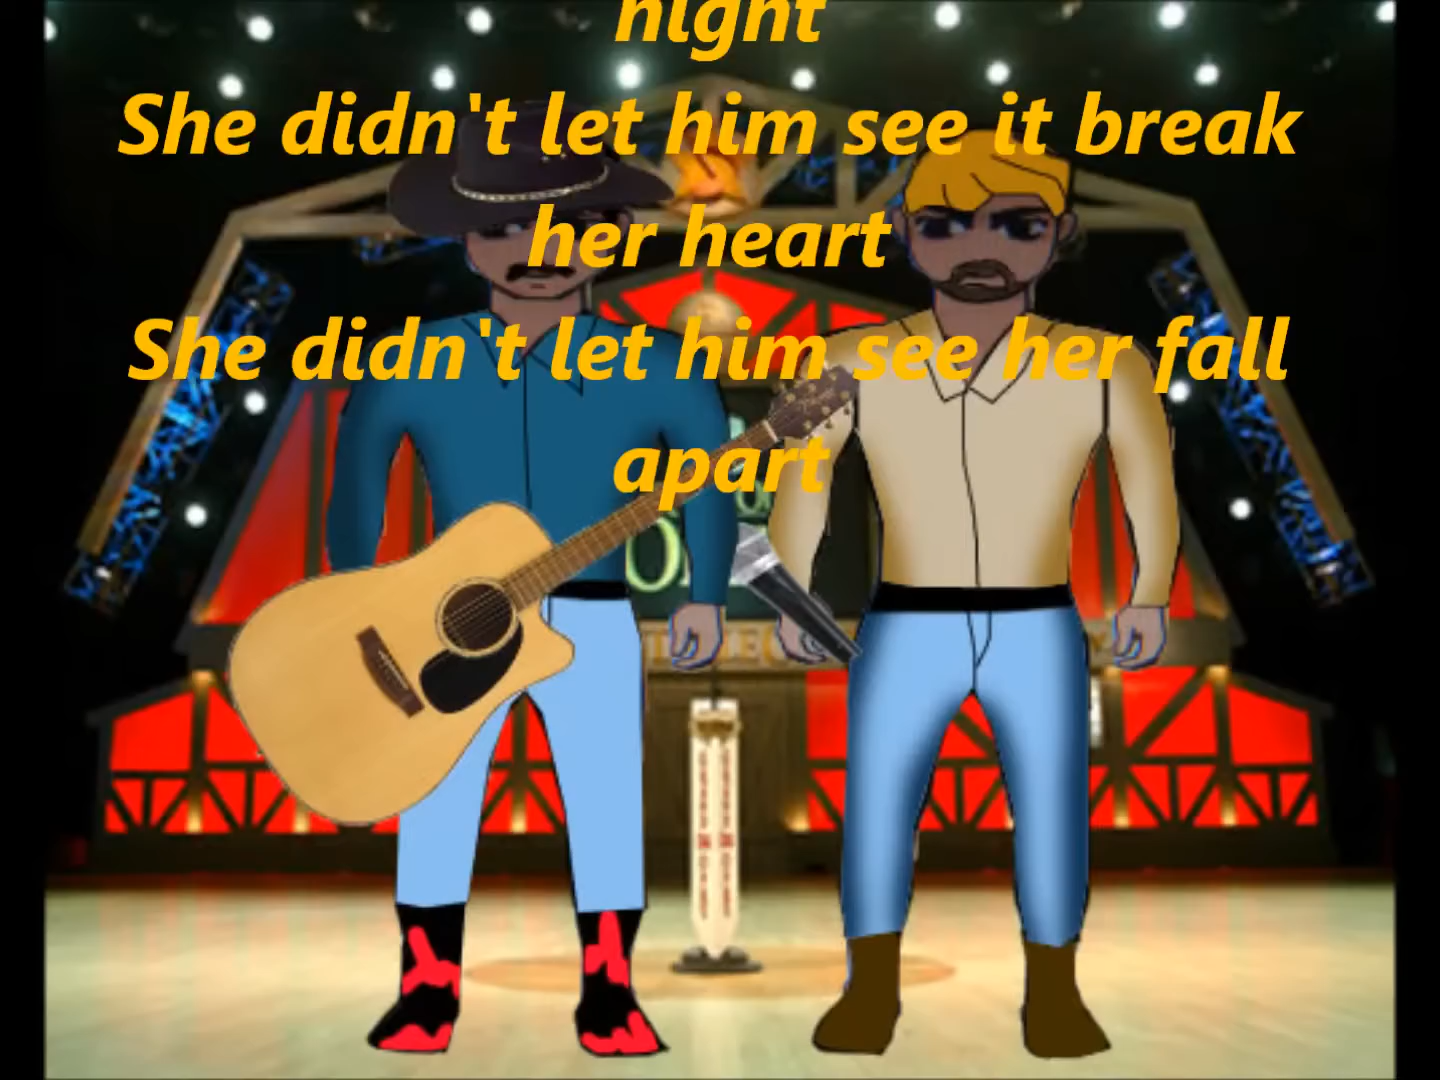 night
She didn't let him see it break
her heart
She didn't let him see her fall
apart